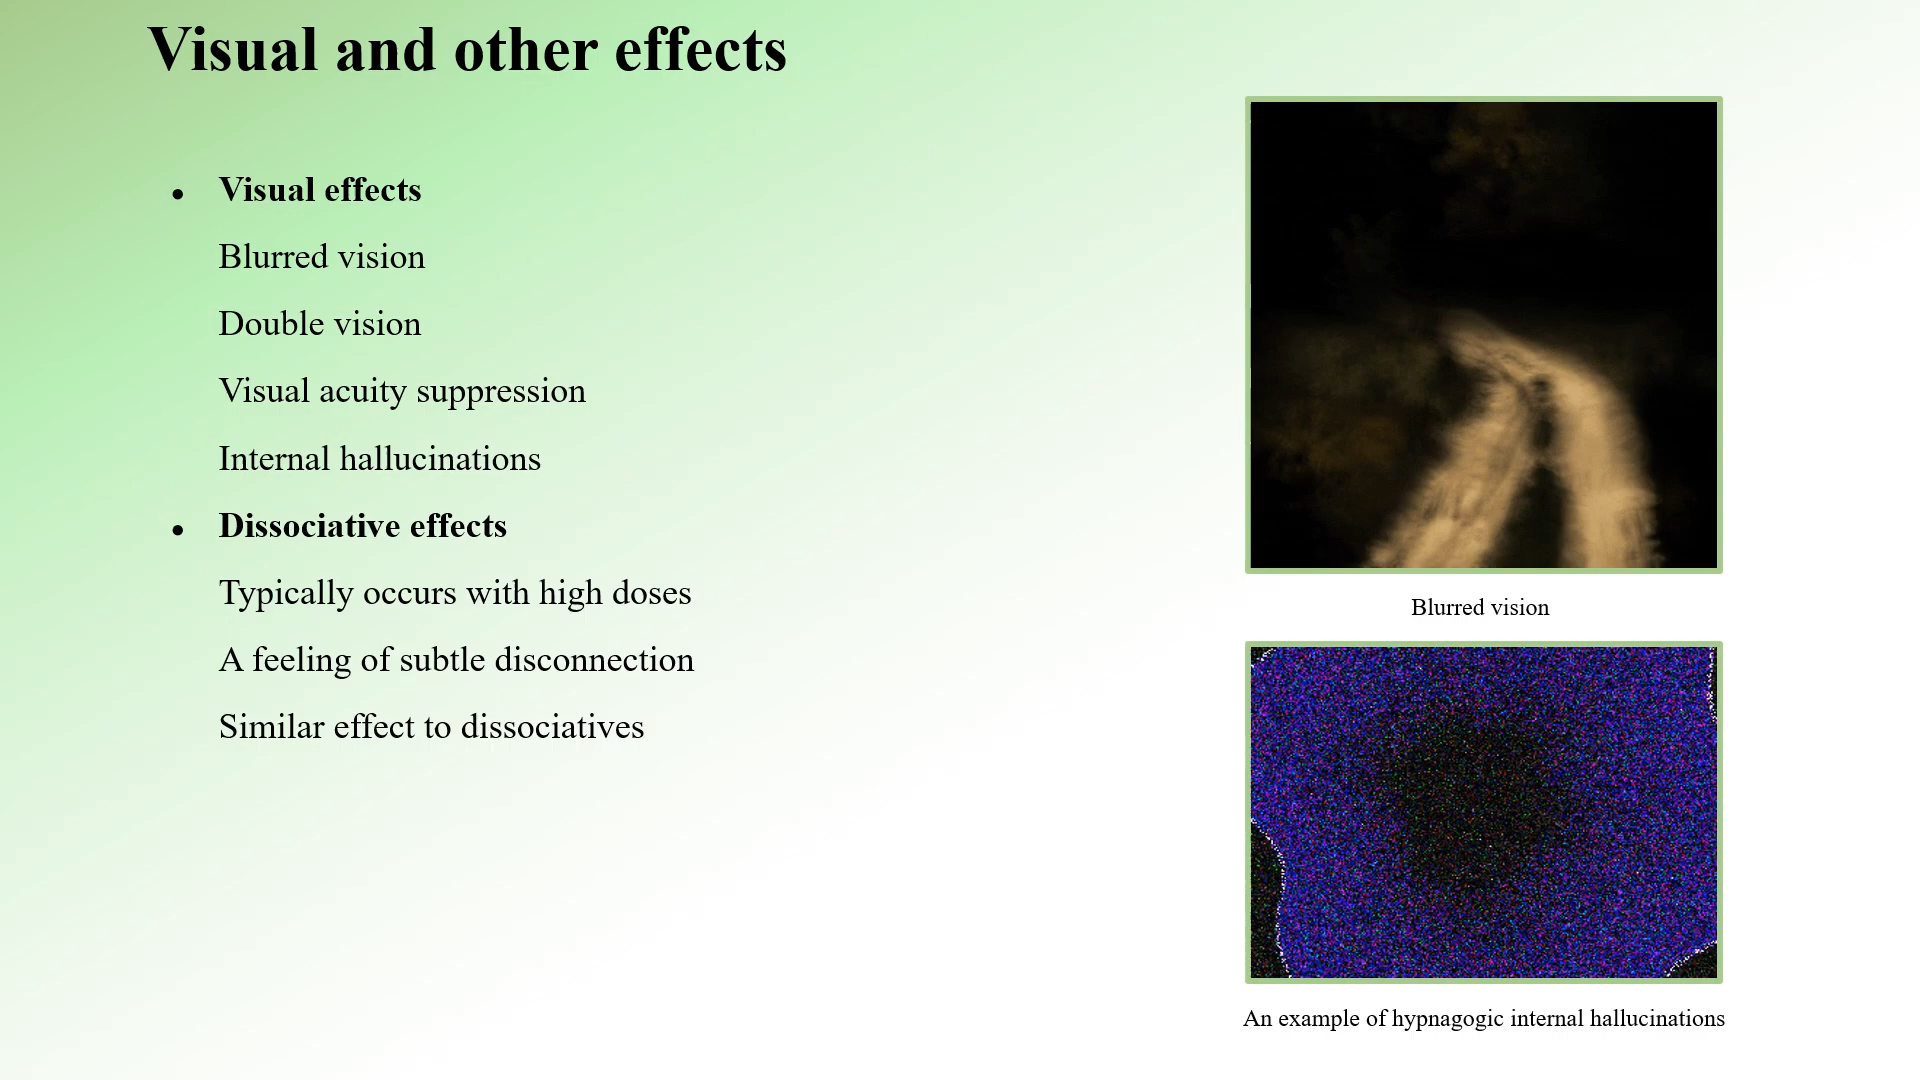 Visual and other effects
• Visual effects
Blurred vision
Double vision
Visual acuity suppression
Internal hallucinations
• Dissociative effects
Typically occurs with high doses
A feeling of subtle disconnection
Similar effect to dissociatives
Blurred vision
An example of hypnagogic internal hallucinations